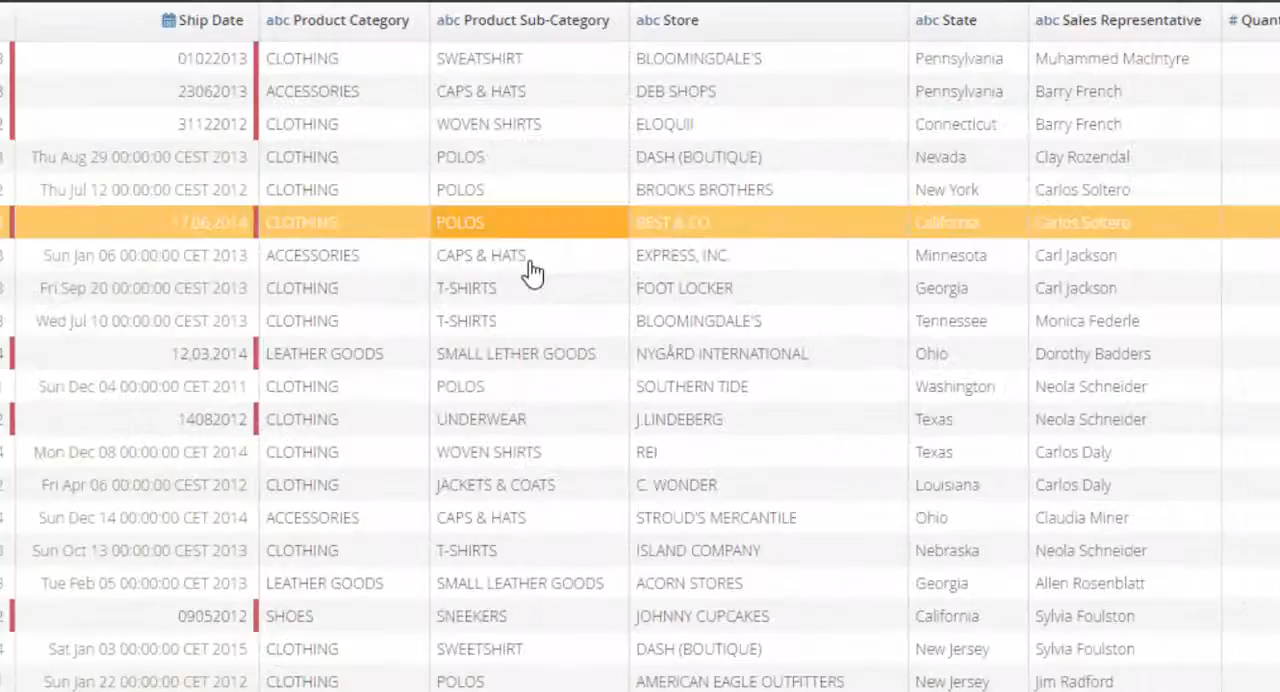 Ship Date abc Product Category abc Product Sub-Category abc Store abc State abc Sales Representative # Quant
01022013 CLOTHING SWEATSHIRT BLOOMINGDALE'S Pennsylvania Muhammed MacIntyre
23062013 ACCESSORIES CAPS & HATS DEB SHOPS Pennsylvania Barry French
31122012 CLOTHING WOVEN SHIRTS ELOQUII Connecticut Barry French
Thu Aug 29 00:00:00 CEST 2013 CLOTHING POLOS DASH (BOUTIQUE) Nevada Clay Rozendal
Thu Jul 12 00:00:00 CEST 2012 CLOTHING POLOS BROOKS BROTHERS New York Carlos Soltero
17.06.2014 CLOTHING POLOS BEST & CO. California Carlos Soltero
Sun Jan 06 00:00:00 CEST 2013 ACCESSORIES CAPS & HATS EXPRESS, INC. Minnesota Carl Jackson
Fri Sep 20 00:00:00 CEST 2013 CLOTHING T-SHIRTS FOOT LOCKER Georgia Carl Jackson
Wed Jul 10 00:00:00 CEST 2013 CLOTHING T-SHIRTS BLOOMINGDALE'S Tennessee Monica Federle
12,03,2014 LEATHER GOODS SMALL LETHER GOODS NYGÅRD INTERNATIONAL Ohio Dorothy Badders
Sun Dec 04 00:00:00 CET 2011 CLOTHING POLOS SOUTHERN TIDE Washington Neola Schneider
14082012 CLOTHING UNDERWEAR J.LINDEBERG Texas Neola Schneider
Mon Dec 08 00:00:00 CET 2014 CLOTHING WOVEN SHIRTS REI Texas Carlos Daly
Fri Apr 06 00:00:00 CEST 2012 CLOTHING JACKETS & COATS C. WONDER Louisiana Carlos Daly
Sun Dec 14 00:00:00 CET 2014 ACCESSORIES CAPS & HATS STROUD'S MERCANTILE Ohio Claudia Miner
Sun Oct 13 00:00:00 CEST 2013 CLOTHING T-SHIRTS ISLAND COMPANY Nebraska Neola Schneider
Tue Feb 05 00:00:00 CET 2013 LEATHER GOODS SMALL LEATHER GOODS ACORN STORES Georgia Allen Rosenblatt
09052012 SHOES SNEEKERS JOHNNY CUPCAKES California Sylvia Foulston
Sat Jan 03 00:00:00 CET 2015 CLOTHING SWEETSHIRT DASH (BOUTIQUE) New Jersey Sylvia Foulston
Sun Jan 22 00:00:00 CET 2012 CLOTHING POLOS AMERICAN EAGLE OUTFITTERS New Jersey Jim Radford